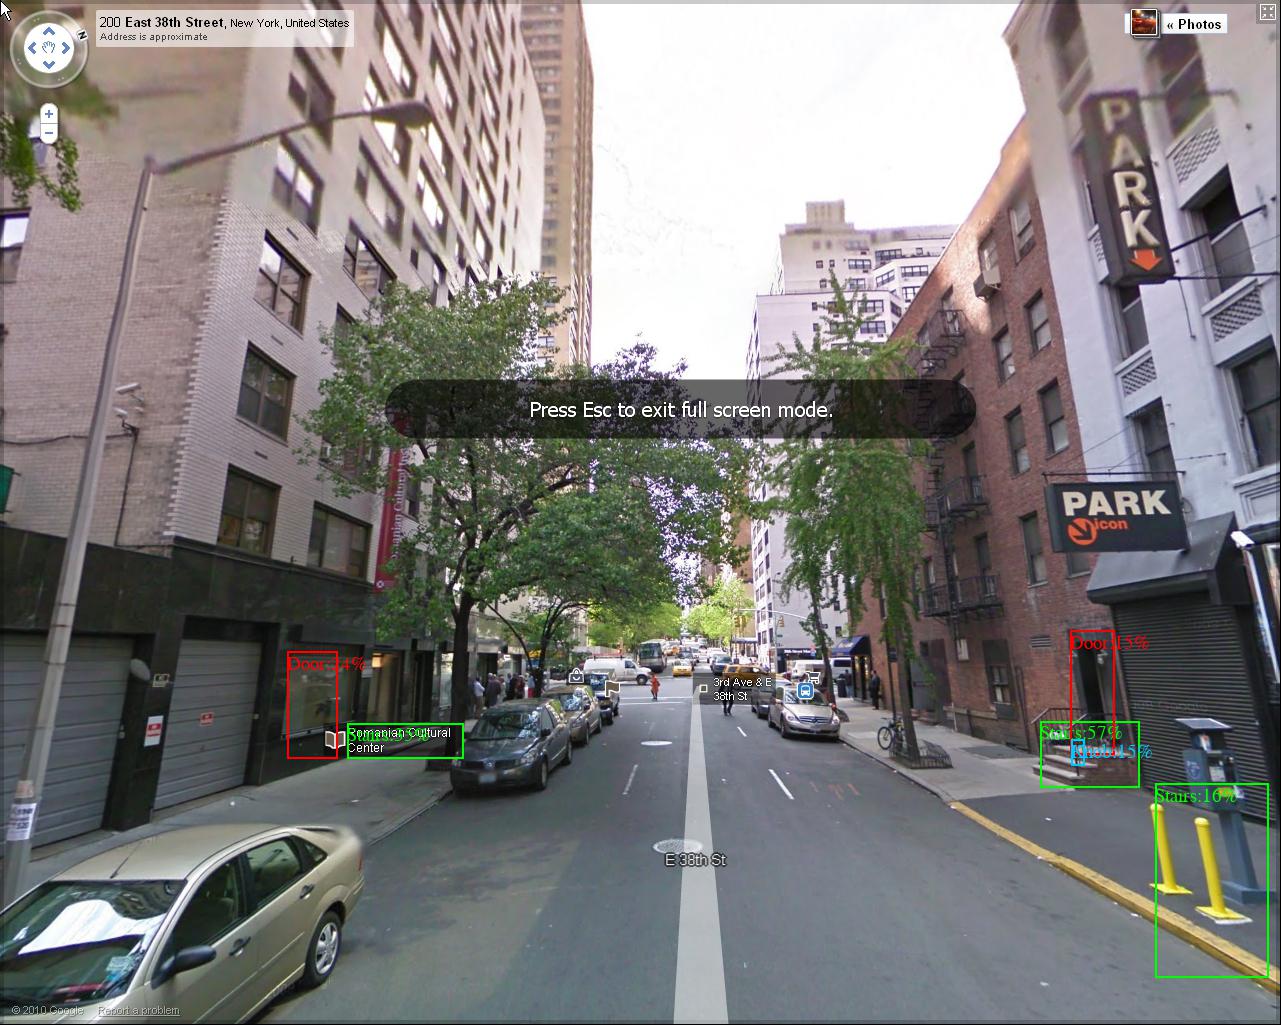 200 East 38th Street, New York, United States
Address is approximate
N
« Photos
PARK
Press Esc to exit full screen mode.
PARK
icon
Door:15%
3rd Ave & E
38th St
Romanian Cultural
Center
Stairs:57%
Knob:15%
Stairs:16%
E 38th St
© 2010 Google
Report a problem